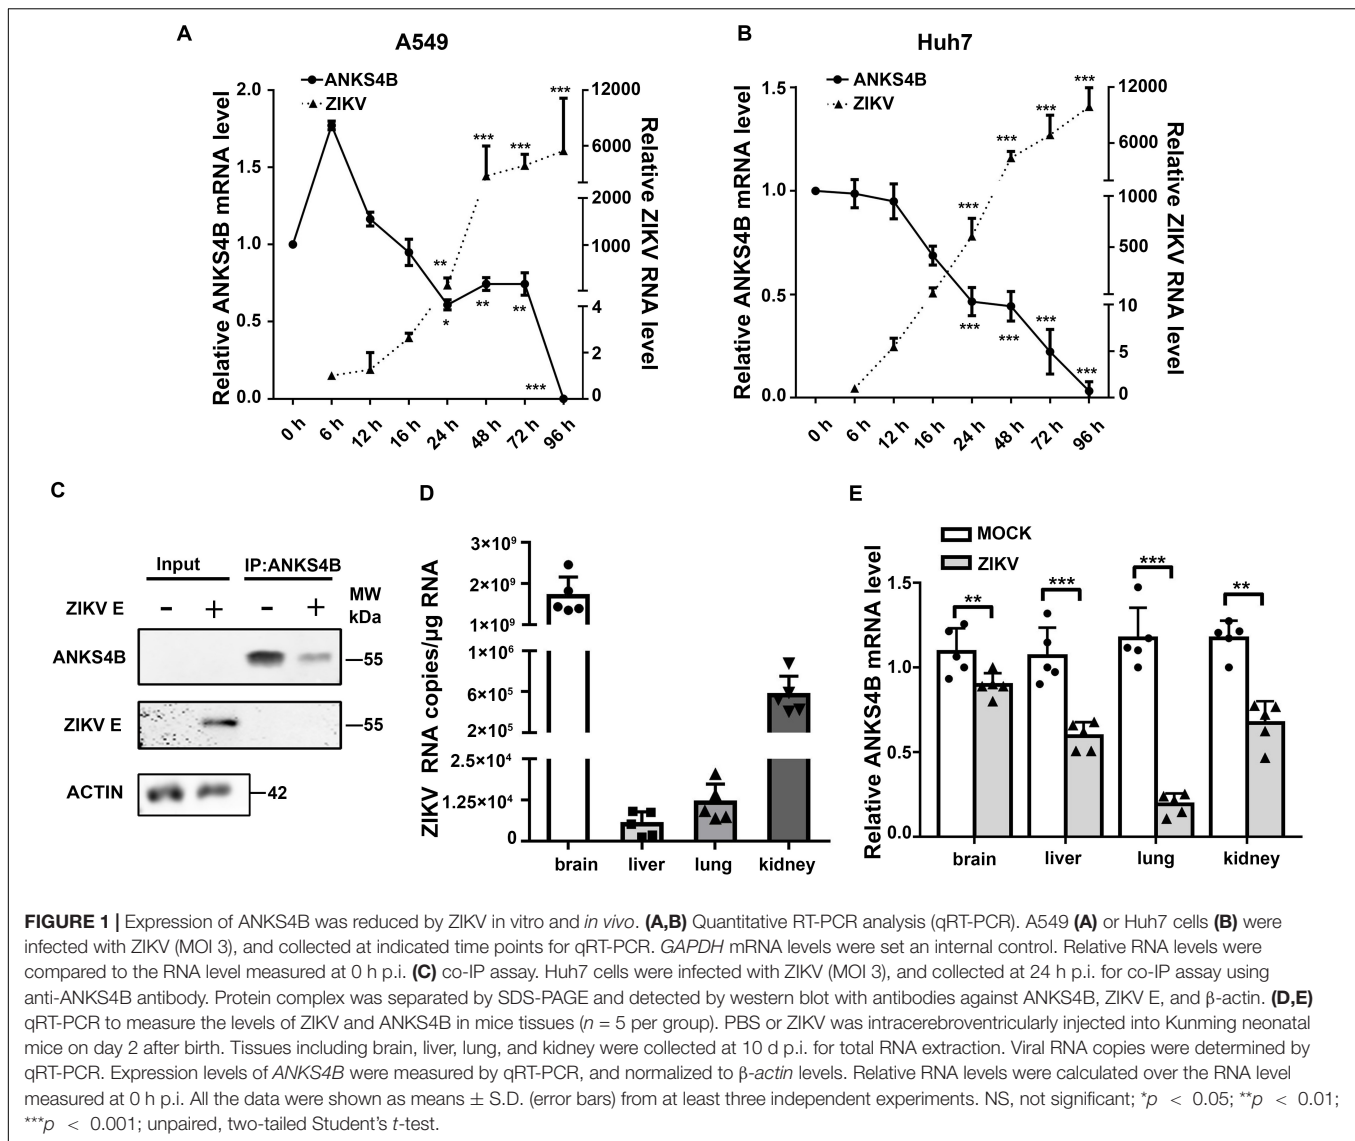 A
A549
ANKS4B
ZIKV
Relative ANKS4B mRNA level
2.0
1.5
1.0
0.5
0.0
12000
6000
2000
1000
4
2
0
Relative ZIKV RNA level
***
***
***
**
*
**
**
***
0 h
6 h
12 h
16 h
24 h
48 h
72 h
96 h
B
Huh7
ANKS4B
ZIKV
Relative ANKS4B mRNA level
1.5
1.0
0.5
0.0
12000
6000
1000
500
10
5
0
Relative ZIKV RNA level
***
***
***
***
***
***
***
***
0 h
6 h
12 h
16 h
24 h
48 h
72 h
96 h
C
Input
IP:ANKS4B
MW
kDa
ZIKV E
- + - +
ANKS4B
55
ZIKV E
55
ACTIN
42
D
ZIKV RNA copies/µg RNA
3×10⁹
2×10⁹
1×10⁹
1×10⁶
6×10⁵
2×10⁵
2.5×10⁴
1.25×10⁴
0
brain
liver
lung
kidney
E
MOCK
ZIKV
Relative ANKS4B mRNA level
1.5
1.0
0.5
0.0
**
***
***
**
brain
liver
lung
kidney
FIGURE 1 | Expression of ANKS4B was reduced by ZIKV in vitro and in vivo. (A,B) Quantitative RT-PCR analysis (qRT-PCR). A549 (A) or Huh7 cells (B) were
infected with ZIKV (MOI 3), and collected at indicated time points for qRT-PCR. GAPDH mRNA levels were set an internal control. Relative RNA levels were
compared to the RNA level measured at 0 h p.i. (C) co-IP assay. Huh7 cells were infected with ZIKV (MOI 3), and collected at 24 h p.i. for co-IP assay using
anti-ANKS4B antibody. Protein complex was separated by SDS-PAGE and detected by western blot with antibodies against ANKS4B, ZIKV E, and β-actin. (D,E)
qRT-PCR to measure the levels of ZIKV and ANKS4B in mice tissues (n = 5 per group). PBS or ZIKV was intracerebroventricularly injected into Kunming neonatal
mice on day 2 after birth. Tissues including brain, liver, lung, and kidney were collected at 10 d p.i. for total RNA extraction. Viral RNA copies were determined by
qRT-PCR. Expression levels of ANKS4B were measured by qRT-PCR, and normalized to β-actin levels. Relative RNA levels were calculated over the RNA level
measured at 0 h p.i. All the data were shown as means ± S.D. (error bars) from at least three independent experiments. NS, not significant; *p < 0.05; **p < 0.01;
***p < 0.001; unpaired, two-tailed Student's t-test.